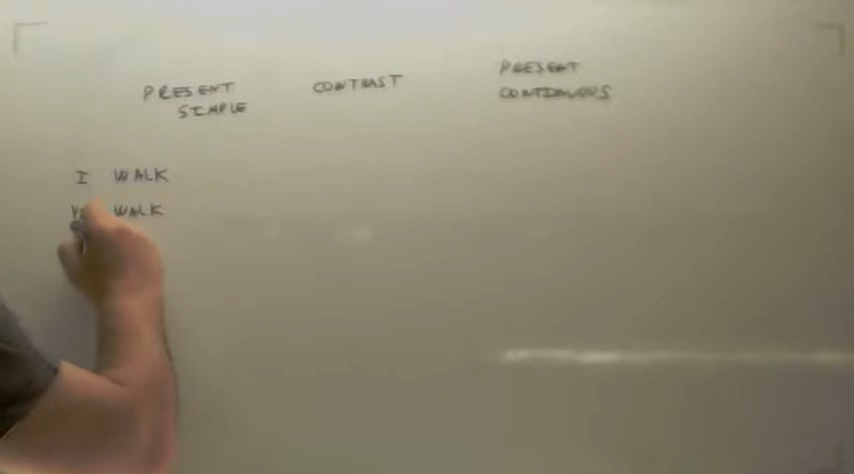 PRESENT
SIMPLE
CONTRAST
PRESENT
CONTINUOUS
I WALK
WALK